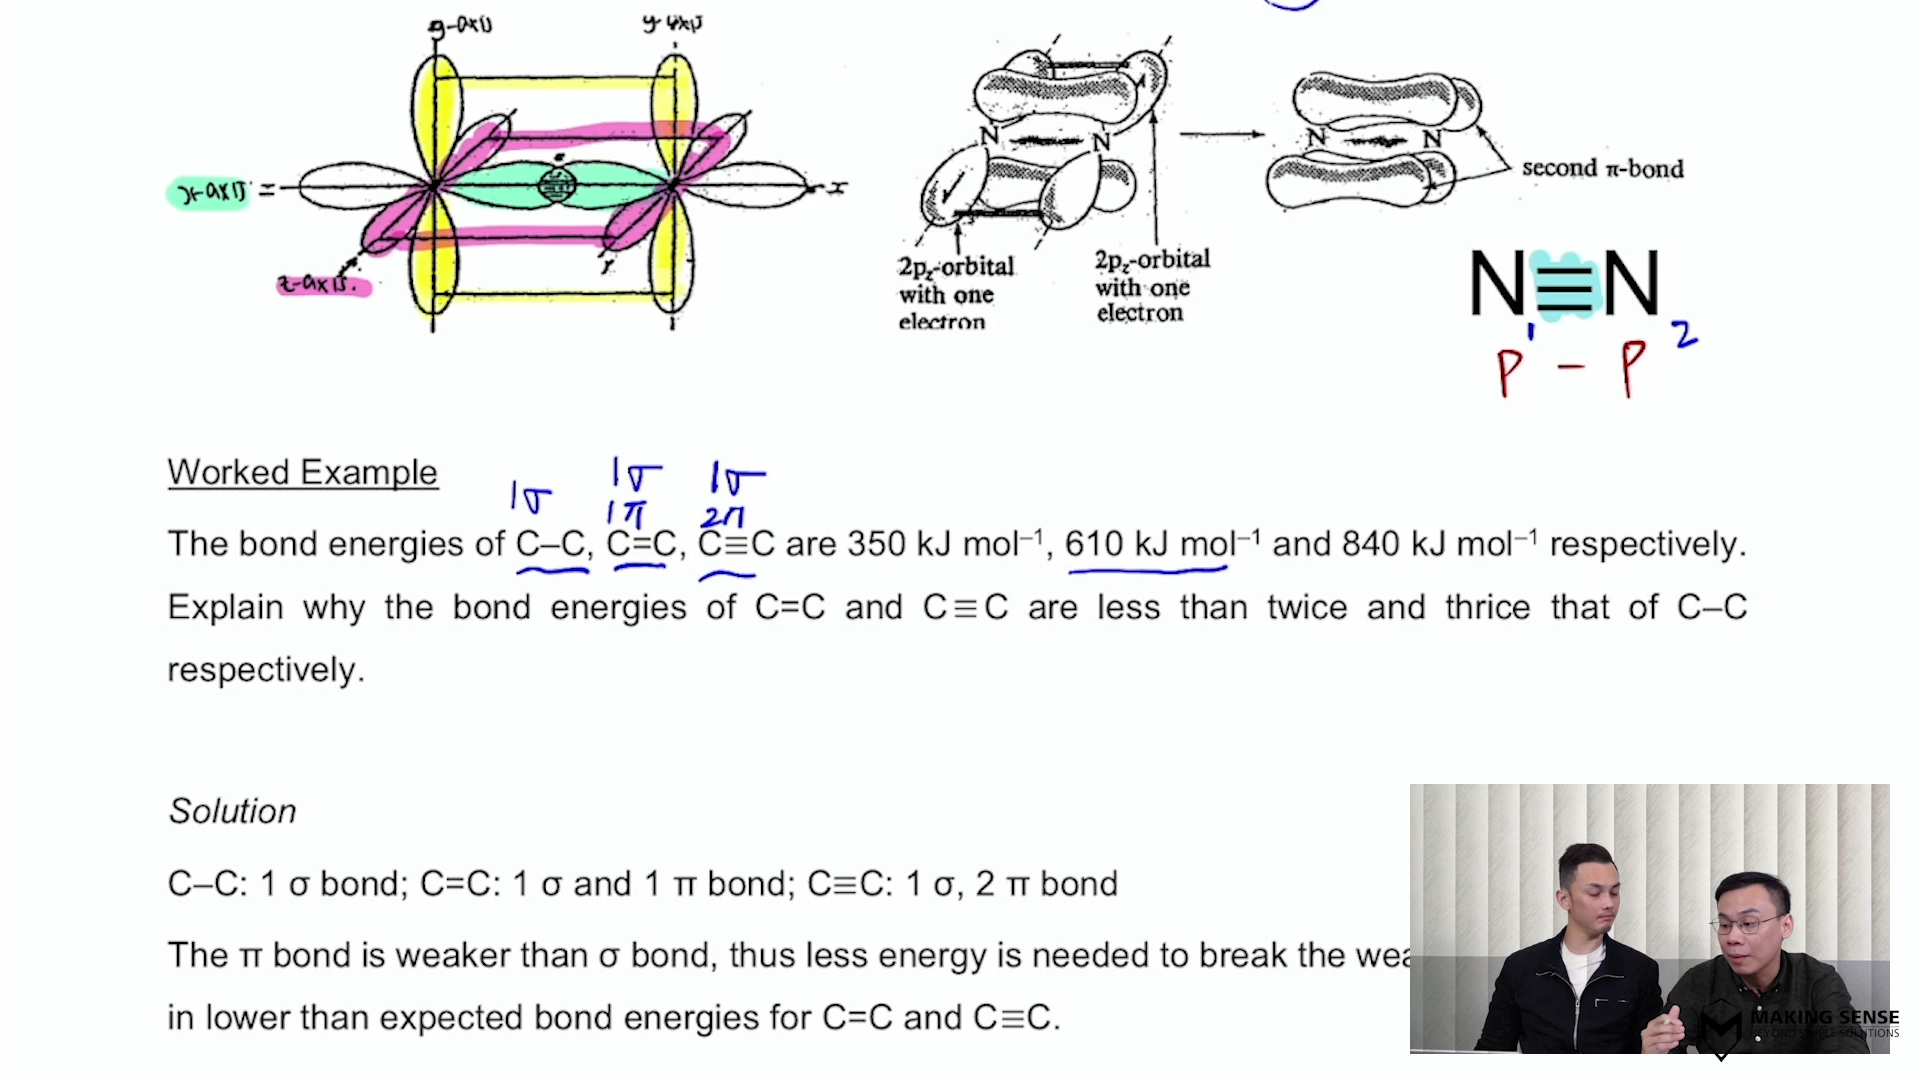 y-axis
y-axis
x-axis =
x
z-axis.
N
N
2p_z-orbital
with one
electron
2p_z-orbital
with one
electron
N
N
second π-bond
N≡N
1
2
P – P
Worked Example
1σ
1σ
1π
1σ
2π
The bond energies of C–C, C=C, C≡C are 350 kJ mol⁻¹, 610 kJ mol⁻¹ and 840 kJ mol⁻¹ respectively.
Explain why the bond energies of C=C and C≡C are less than twice and thrice that of C–C
respectively.
Solution
C–C: 1 σ bond; C=C: 1 σ and 1 π bond; C≡C: 1 σ, 2 π bond
The π bond is weaker than σ bond, thus less energy is needed to break the
in lower than expected bond energies for C=C and C≡C.
MAKING SENSE